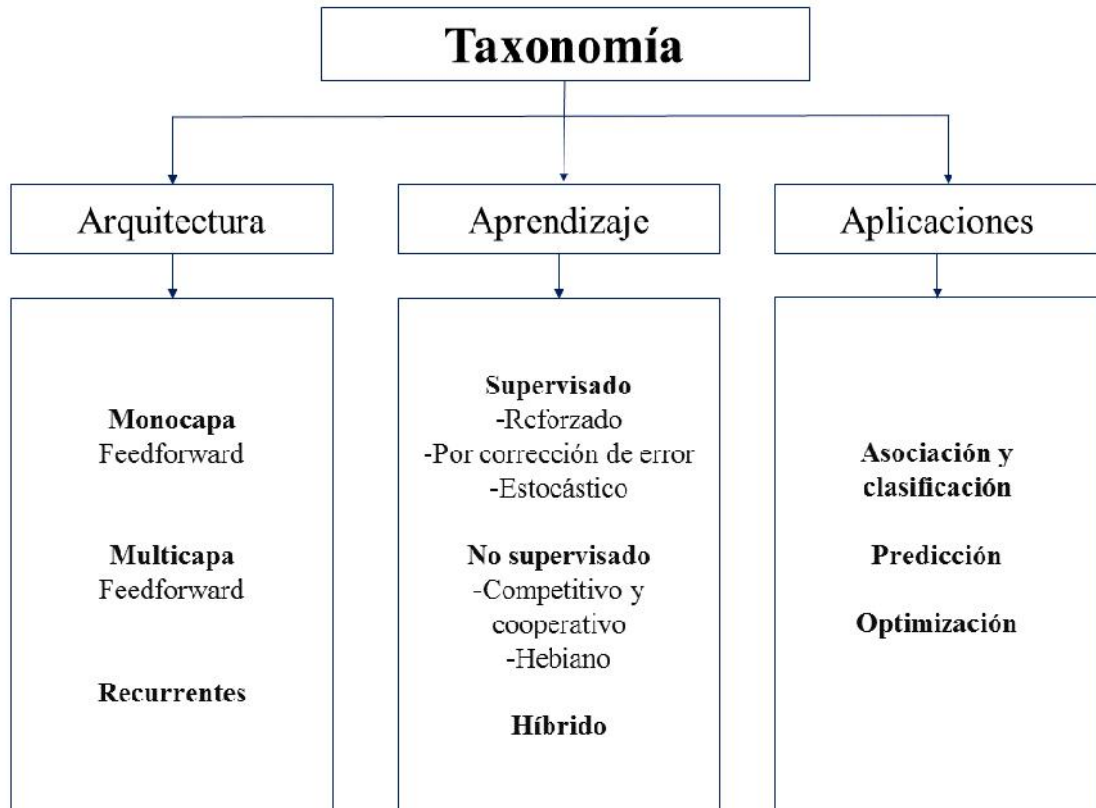 Taxonomía
Arquitectura
Aprendizaje
Aplicaciones
Monocapa
Feedforward
Multicapa
Feedforward
Recurrentes
Supervisado
-Reforzado
-Por corrección de error
-Estocástico
No supervisado
-Competitivo y
cooperativo
-Hebiano
Híbrido
Asociación y
clasificación
Predicción
Optimización